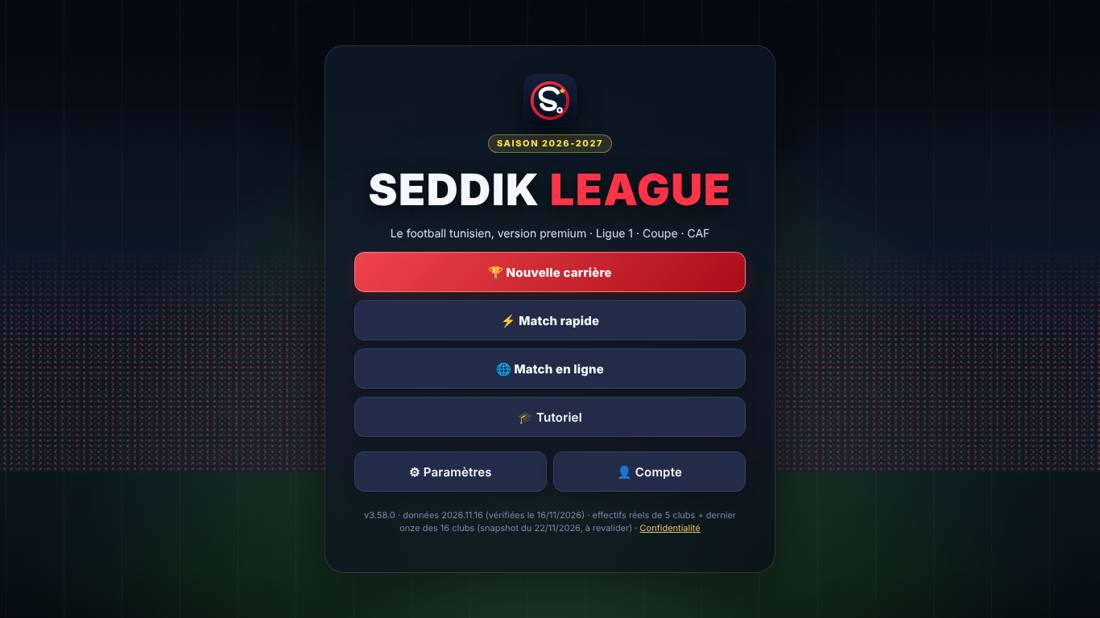 S
SAISON 2026-2027
SEDDIK LEAGUE
Le football tunisien, version premium · Ligue 1 · Coupe · CAF
🏆 Nouvelle carrière
⚡ Match rapide
🌐 Match en ligne
🎓 Tutoriel
⚙ Paramètres
👤 Compte
v3.58.0 · données 2026.11.16 (vérifiées le 16/11/2026) · effectifs réels de 5 clubs + dernier
onze des 16 clubs (snapshot du 22/11/2026, à revalider) · Confidentialité